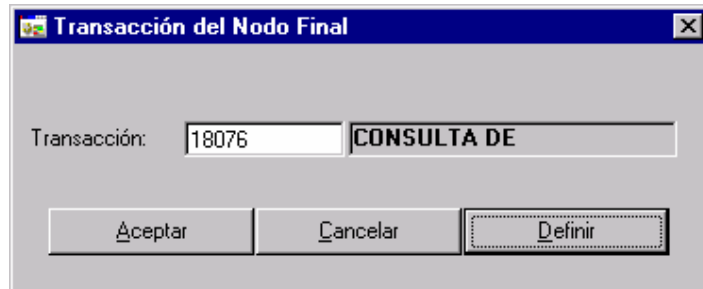 Transacción del Nodo Final
Transacción: 18076 CONSULTA DE
Aceptar Cancelar Definir